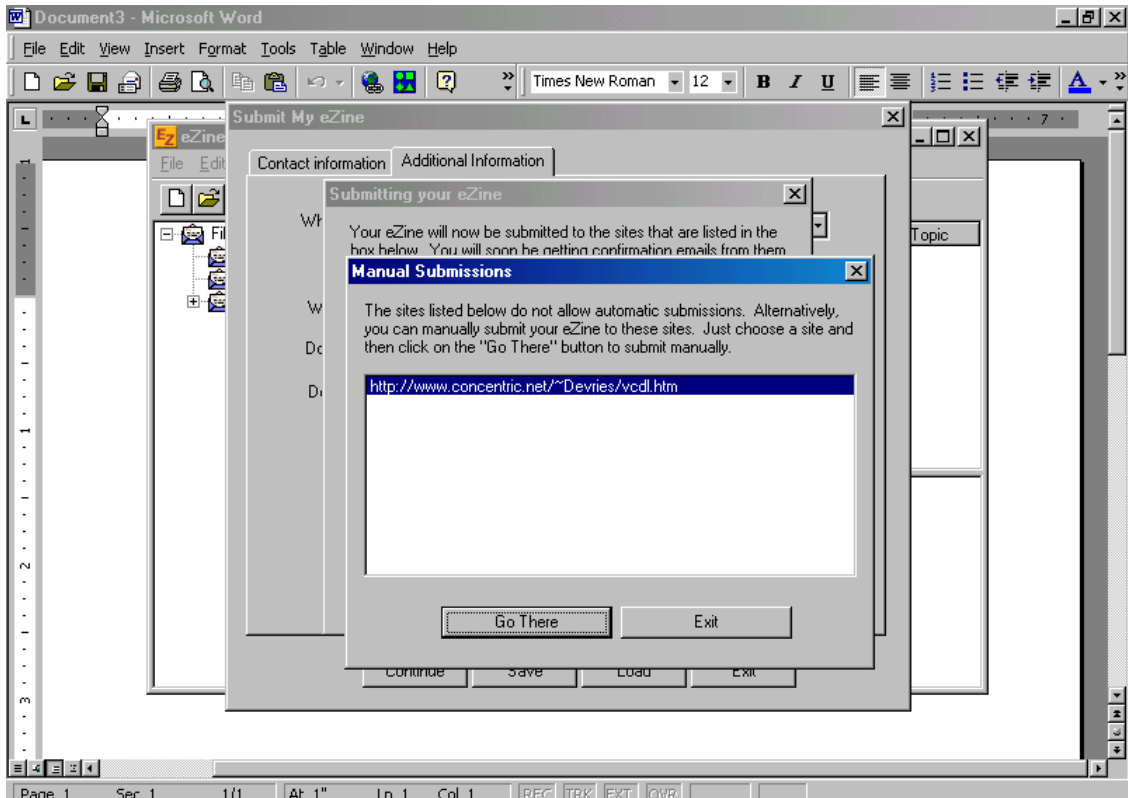 Document3 - Microsoft Word
File Edit View Insert Format Tools Table Window Help
Times New Roman 12 B I U A
7
Submit My eZine
Ez eZine
File Edit
Contact information Additional Information
Submitting your eZine
Your eZine will now be submitted to the sites that are listed in the
box below. You will soon be getting confirmation emails from them
Topic
Manual Submissions
The sites listed below do not allow automatic submissions. Alternatively,
you can manually submit your eZine to these sites. Just choose a site and
then click on the "Go There" button to submit manually.
http://www.concentric.net/~Devries/vcdl.htm
Go There Exit
Continue Save Load Exit
1
2
3
Page 1 Sec 1 1/1 At 1" Ln 1 Col 1 REC TRK EXT OVR